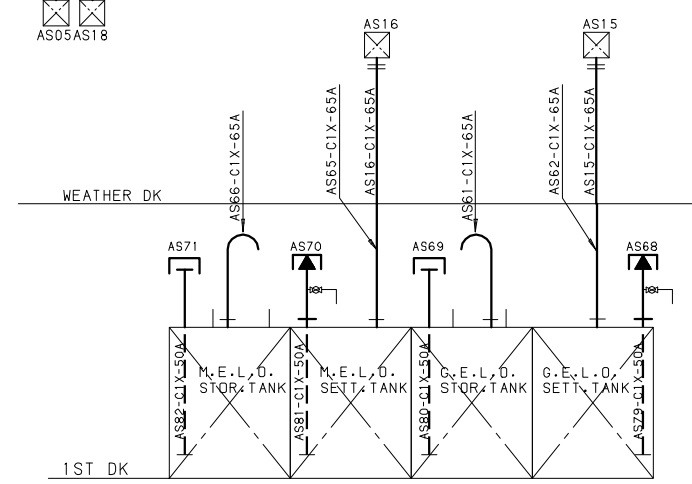 AS05 AS18
AS16
AS15
AS66-C1X-65A
AS65-C1X-65A
AS16-C1X-65A
AS61-C1X-65A
AS62-C1X-65A
AS15-C1X-65A
WEATHER DK
AS71
AS70
AS69
AS68
AS82-C1X-50A
M.E.L.O.
STOR.TANK
AS81-C1X-50A
M.E.L.O.
SETT.TANK
AS80-C1X-50A
G.E.L.O.
STOR.TANK
G.E.L.O.
SETT.TANK
AS79-C1X-50A
1ST DK